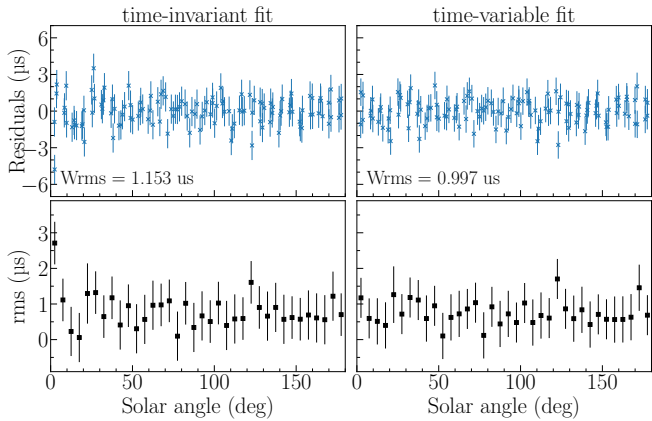 time-invariant fit
time-variable fit
Residuals (µs)
6
3
0
−3
−6
Wrms = 1.153 us
Wrms = 0.997 us
rms (µs)
3
2
1
0
0 50 100 150
0 50 100 150
Solar angle (deg)
Solar angle (deg)